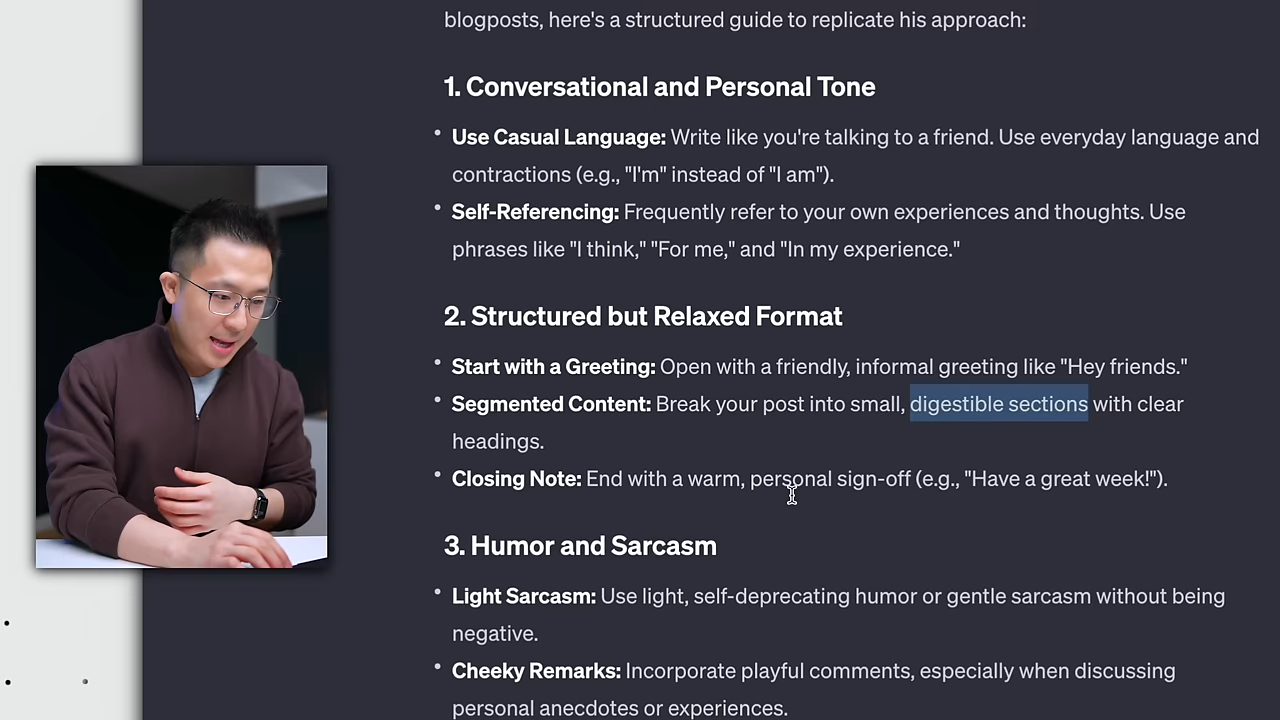 blogposts, here's a structured guide to replicate his approach:
1. Conversational and Personal Tone
• Use Casual Language: Write like you're talking to a friend. Use everyday language and
contractions (e.g., "I'm" instead of "I am").
• Self-Referencing: Frequently refer to your own experiences and thoughts. Use
phrases like "I think," "For me," and "In my experience."
2. Structured but Relaxed Format
• Start with a Greeting: Open with a friendly, informal greeting like "Hey friends."
• Segmented Content: Break your post into small, digestible sections with clear
headings.
• Closing Note: End with a warm, personal sign-off (e.g., "Have a great week!").
3. Humor and Sarcasm
• Light Sarcasm: Use light, self-deprecating humor or gentle sarcasm without being
negative.
• Cheeky Remarks: Incorporate playful comments, especially when discussing
personal anecdotes or experiences.